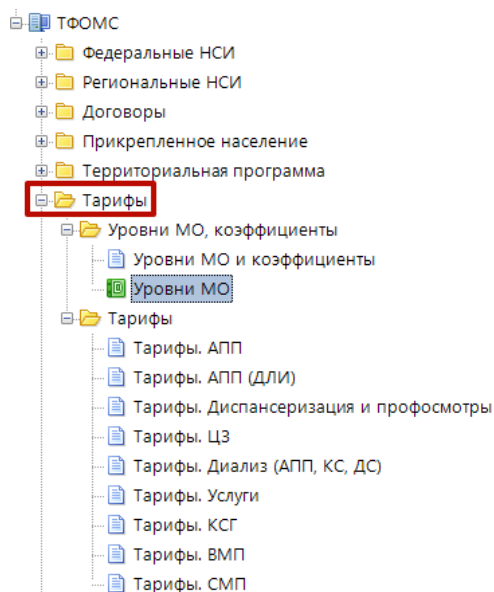 ТФОМС
Федеральные НСИ
Региональные НСИ
Договоры
Прикрепленное население
Территориальная программа
Тарифы
Уровни МО, коэффициенты
Уровни МО и коэффициенты
Уровни МО
Тарифы
Тарифы. АПП
Тарифы. АПП (ДЛИ)
Тарифы. Диспансеризация и профосмотры
Тарифы. ЦЗ
Тарифы. Диализ (АПП, КС, ДС)
Тарифы. Услуги
Тарифы. КСГ
Тарифы. ВМП
Тарифы. СМП